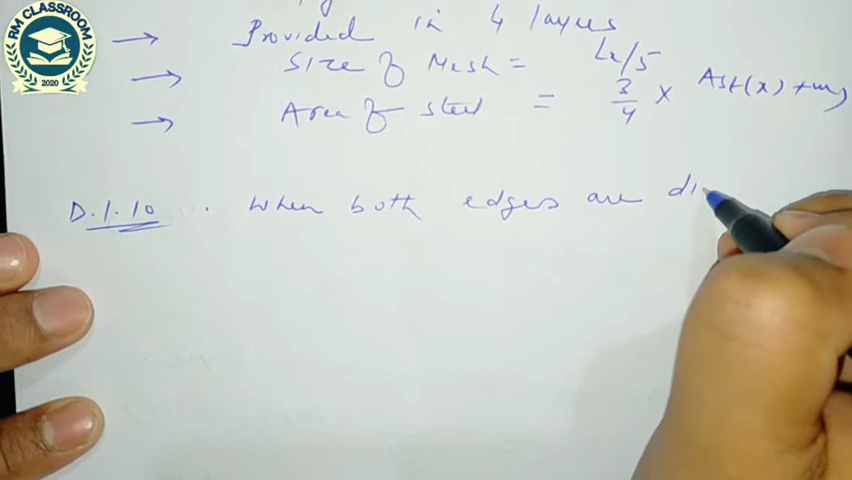 RM CLASSROOM
2020
→ Provided in 4 layers
→ Size of Mesh = Lx/5
→ Area of steel = 3/4 × Ast(x) +ve
D.1.10 . When both edges are di